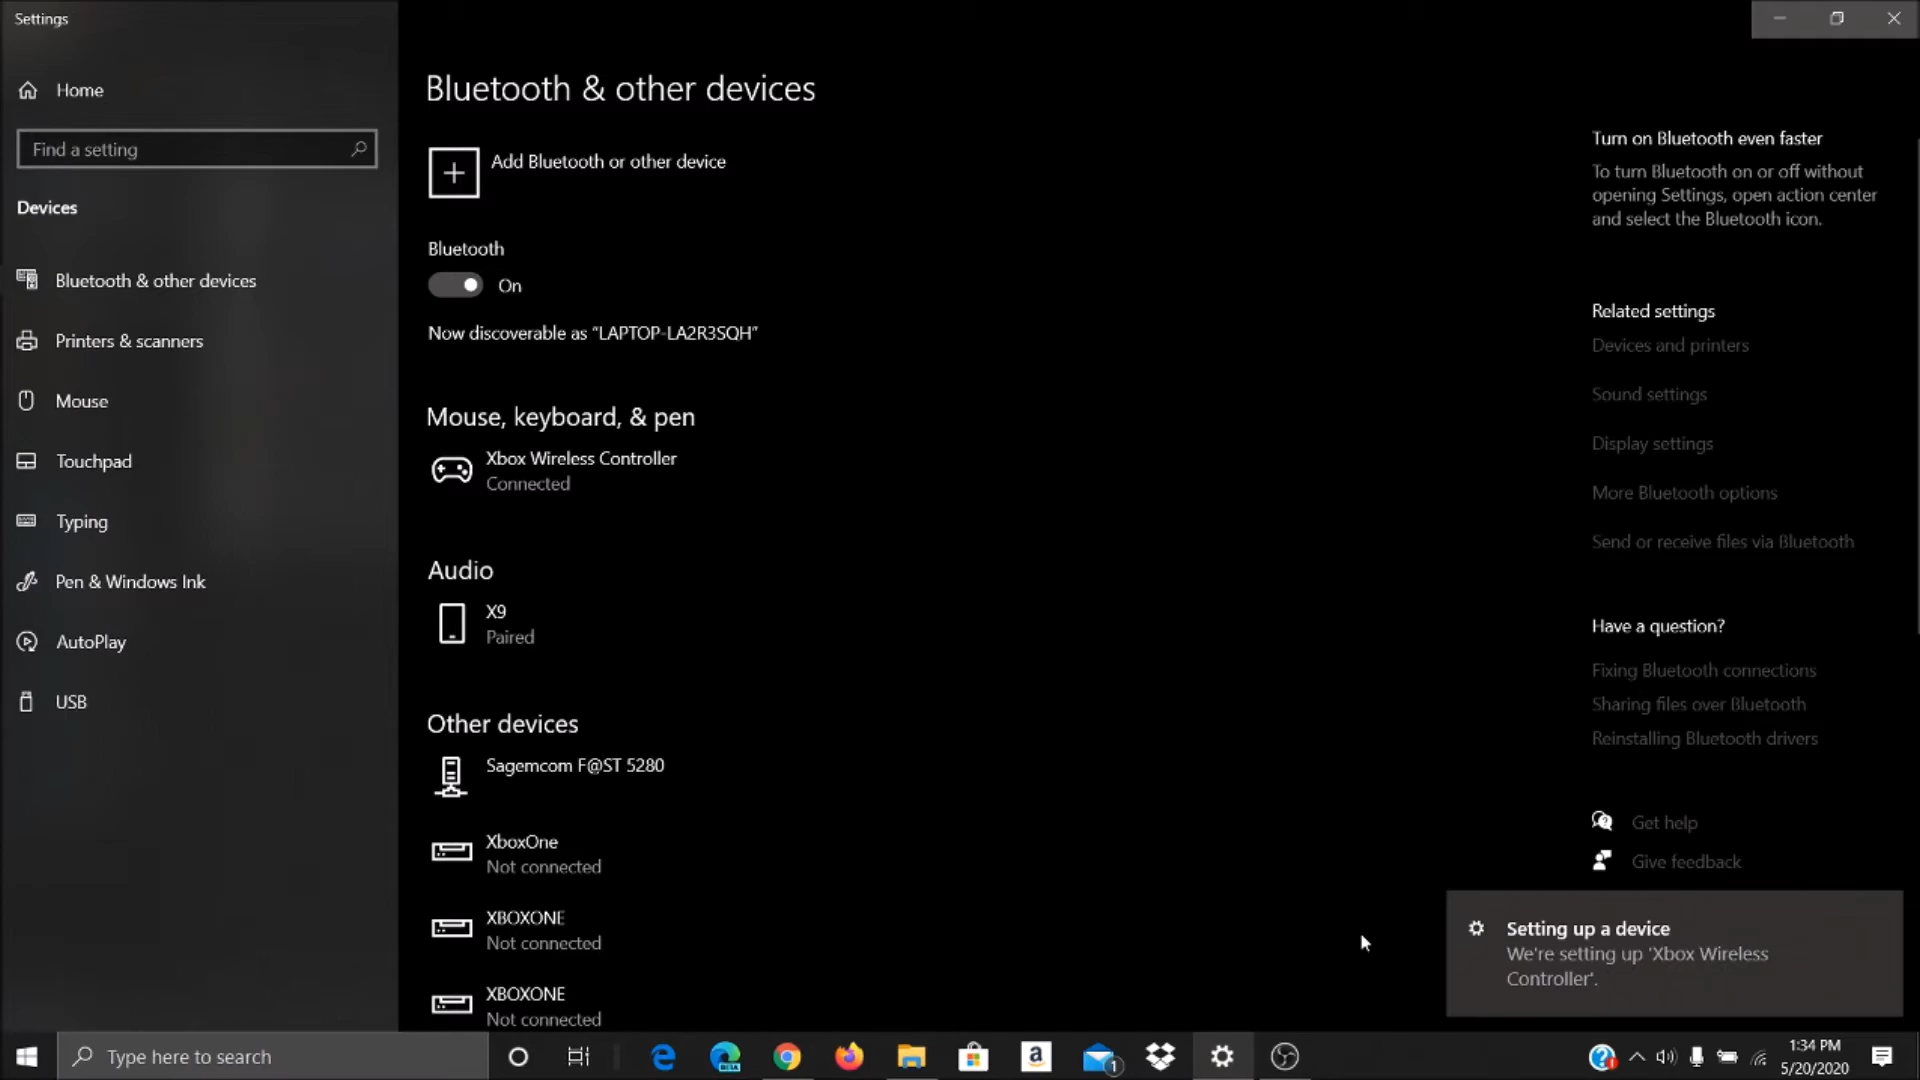 Settings
Home
Find a setting
Devices
Bluetooth & other devices
Printers & scanners
Mouse
Touchpad
Typing
Pen & Windows Ink
AutoPlay
USB
Bluetooth & other devices
Add Bluetooth or other device
Bluetooth
On
Now discoverable as “LAPTOP-LA2R3SQH”
Mouse, keyboard, & pen
Xbox Wireless Controller
Connected
Audio
X9
Paired
Other devices
Sagemcom F@ST 5280
XboxOne
Not connected
XBOXONE
Not connected
XBOXONE
Not connected
Turn on Bluetooth even faster
To turn Bluetooth on or off without
opening Settings, open action center
and select the Bluetooth icon.
Related settings
Devices and printers
Sound settings
Display settings
More Bluetooth options
Send or receive files via Bluetooth
Have a question?
Fixing Bluetooth connections
Sharing files over Bluetooth
Reinstalling Bluetooth drivers
Get help
Give feedback
Setting up a device
We're setting up 'Xbox Wireless
Controller'.
Type here to search
BETA
a
1
1:34 PM
5/20/2020